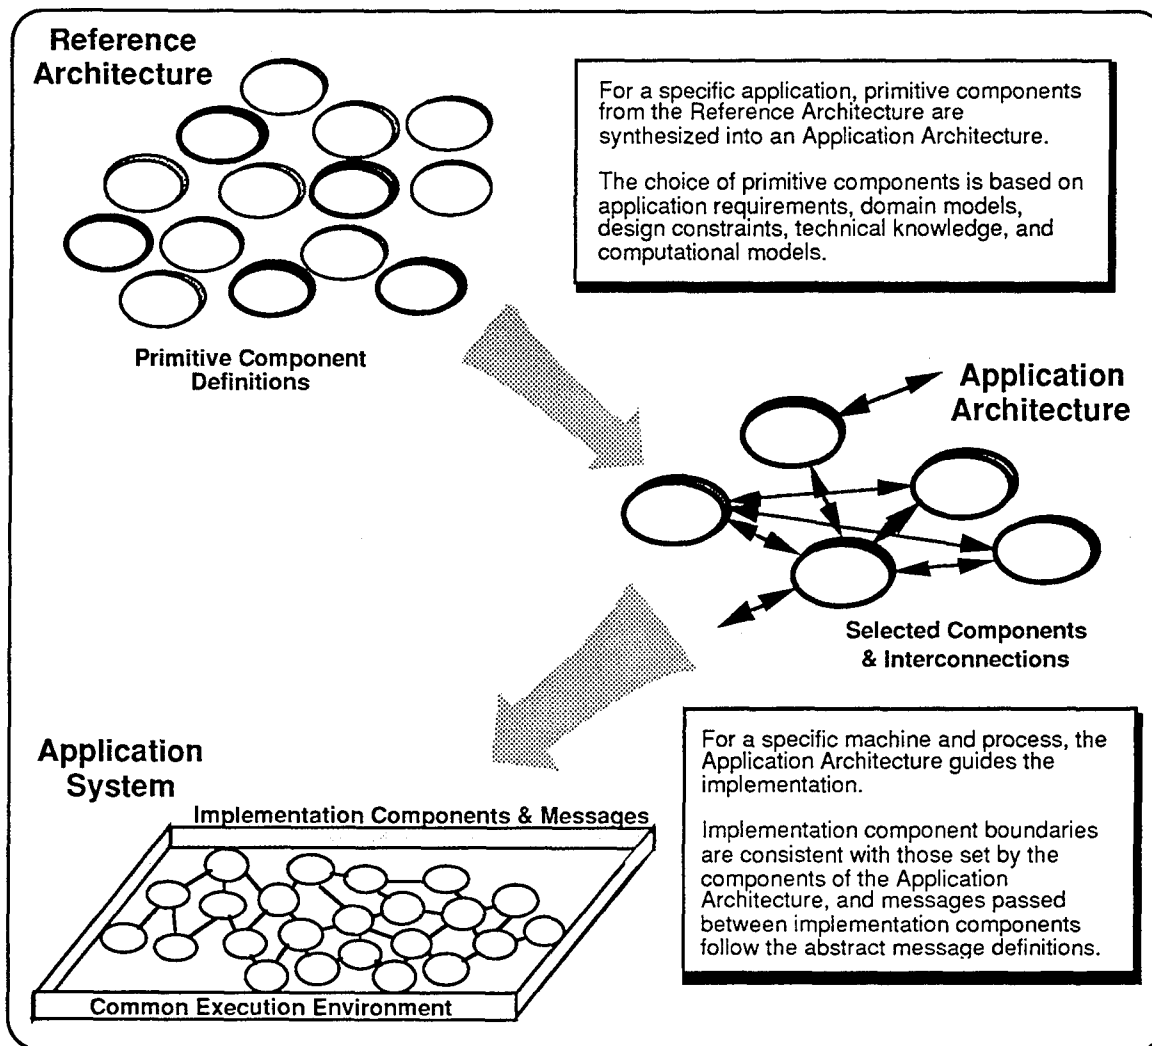 Reference
Architecture
For a specific application, primitive components
from the Reference Architecture are
synthesized into an Application Architecture.
The choice of primitive components is based on
application requirements, domain models,
design constraints, technical knowledge, and
computational models.
Primitive Component
Definitions
Application
Architecture
Selected Components
& Interconnections
For a specific machine and process, the
Application Architecture guides the
implementation.
Implementation component boundaries
are consistent with those set by the
components of the Application
Architecture, and messages passed
between implementation components
follow the abstract message definitions.
Application
System
Implementation Components & Messages
Common Execution Environment